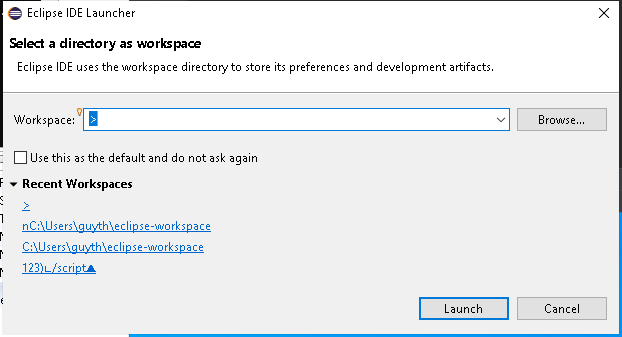 Eclipse IDE Launcher
Select a directory as workspace
Eclipse IDE uses the workspace directory to store its preferences and development artifacts.
Workspace: > Browse...
Use this as the default and do not ask again
Recent Workspaces
>
nC:\Users\guyth\eclipse-workspace
C:\Users\guyth\eclipse-workspace
123)∟/script▲
Launch Cancel